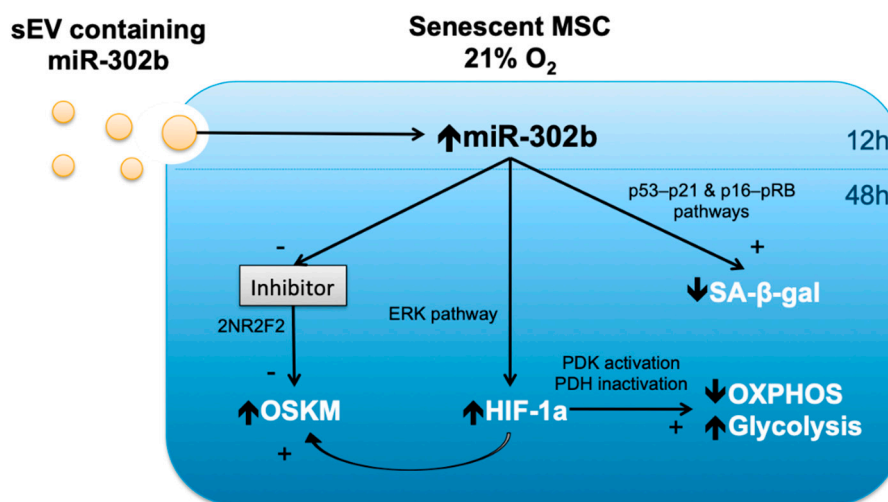 sEV containing
miR-302b
Senescent MSC
21% O₂
miR-302b
12h
48h
p53–p21 & p16–pRB
pathways
-
+
Inhibitor
SA-β-gal
2NR2F2
ERK pathway
-
PDK activation
PDH inactivation
OXPHOS
OSKM
HIF-1a
+
Glycolysis
+